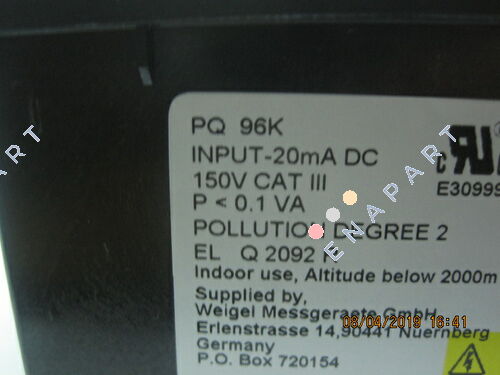 PQ 96K
INPUT-20mA DC
150V CAT III
P < 0.1 VA
E30999
POLLUTION DEGREE 2
EL Q 2092
Indoor use, Altitude below 2000m
Supplied by,
Weigel Messgeraete GmbH
Erlenstrasse 14,90441 Nuernberg
Germany
P.O. Box 720154
08/04/2019 16:41
ENAPART
ENAPART
PART